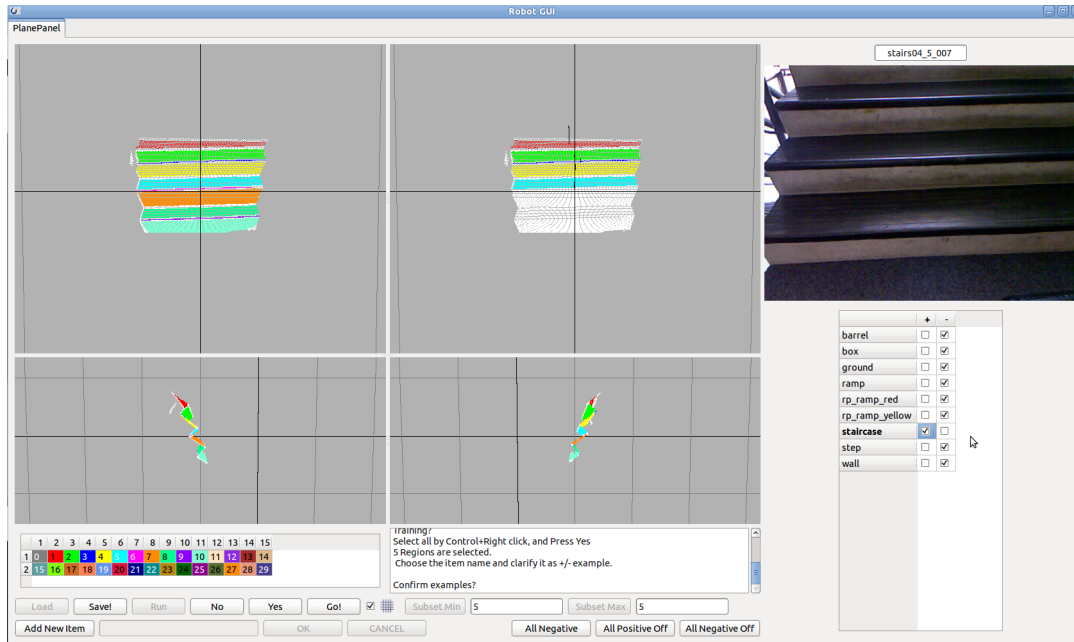 Robot GUI
PlanePanel
stairs04_5_007
+ -
barrel
box
ground
ramp
rp_ramp_red
rp_ramp_yellow
staircase
step
wall
1 2 3 4 5 6 7 8 9 10 11 12 13 14 15
1 0 1 2 3 4 5 6 7 8 9 10 11 12 13 14
2 15 16 17 18 19 20 21 22 23 24 25 26 27 28 29
Training?
Select all by Control+Right click, and Press Yes
5 Regions are selected.
Choose the item name and clarify it as +/- example.
Confirm examples?
Load Save! Run No Yes Go! Subset Min 5 Subset Max 5
Add New Item OK CANCEL All Negative All Positive Off All Negative Off